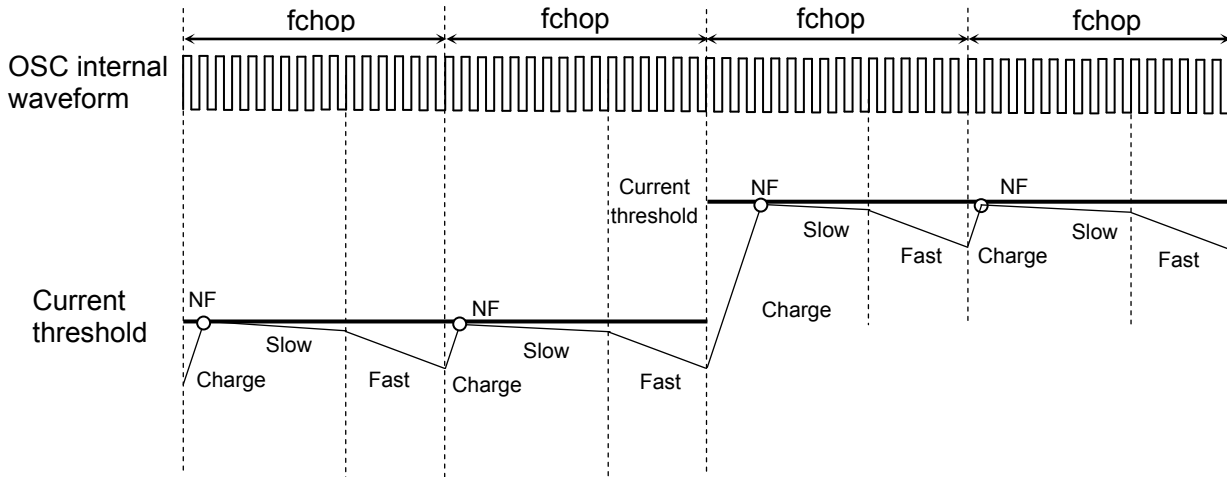 fchop
fchop
fchop
fchop
OSC internal
waveform
Current
threshold
NF
NF
Slow
Fast
Charge
Slow
Fast
Charge
Current
threshold
NF
NF
Slow
Slow
Charge
Fast
Charge
Fast